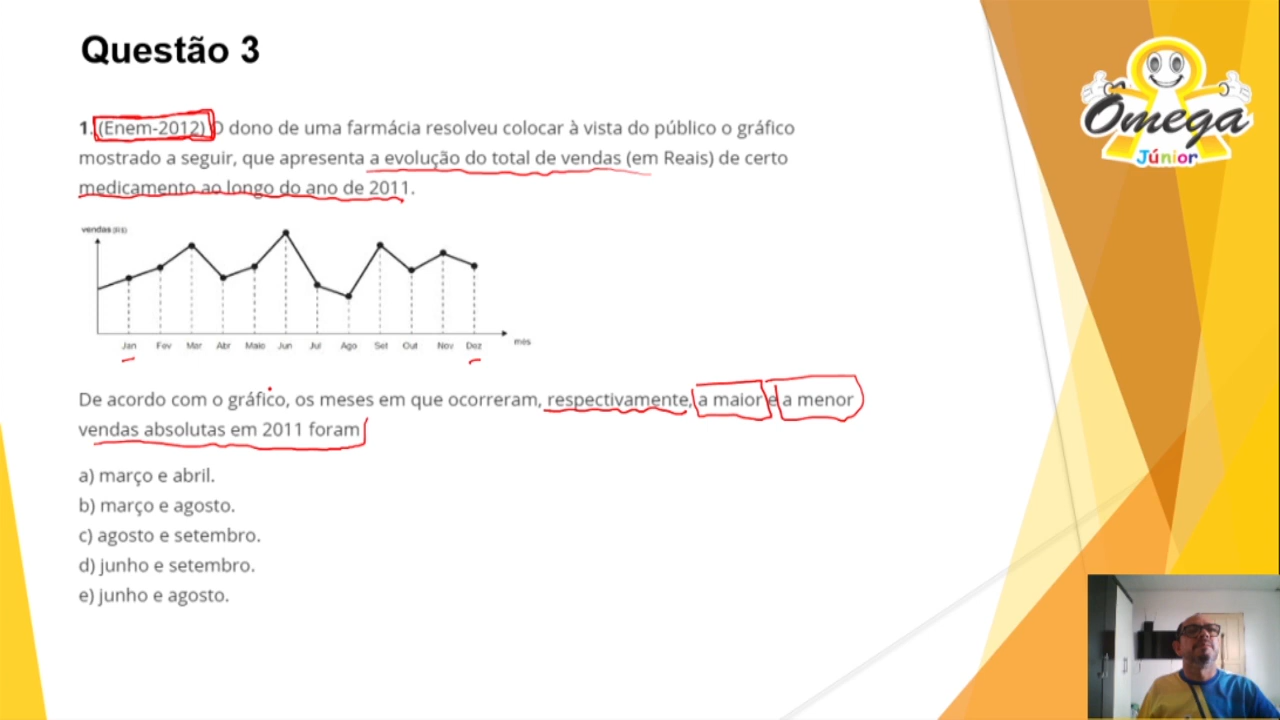 Questão 3
Ômega
Júnior
1. (Enem-2012) O dono de uma farmácia resolveu colocar à vista do público o gráfico
mostrado a seguir, que apresenta a evolução do total de vendas (em Reais) de certo
medicamento ao longo do ano de 2011.
vendas (R$)
Jan Fev Mar Abr Maio Jun Jul Ago Set Out Nov Dez mês
De acordo com o gráfico, os meses em que ocorreram, respectivamente, a maior e a menor
vendas absolutas em 2011 foram
a) março e abril.
b) março e agosto.
c) agosto e setembro.
d) junho e setembro.
e) junho e agosto.